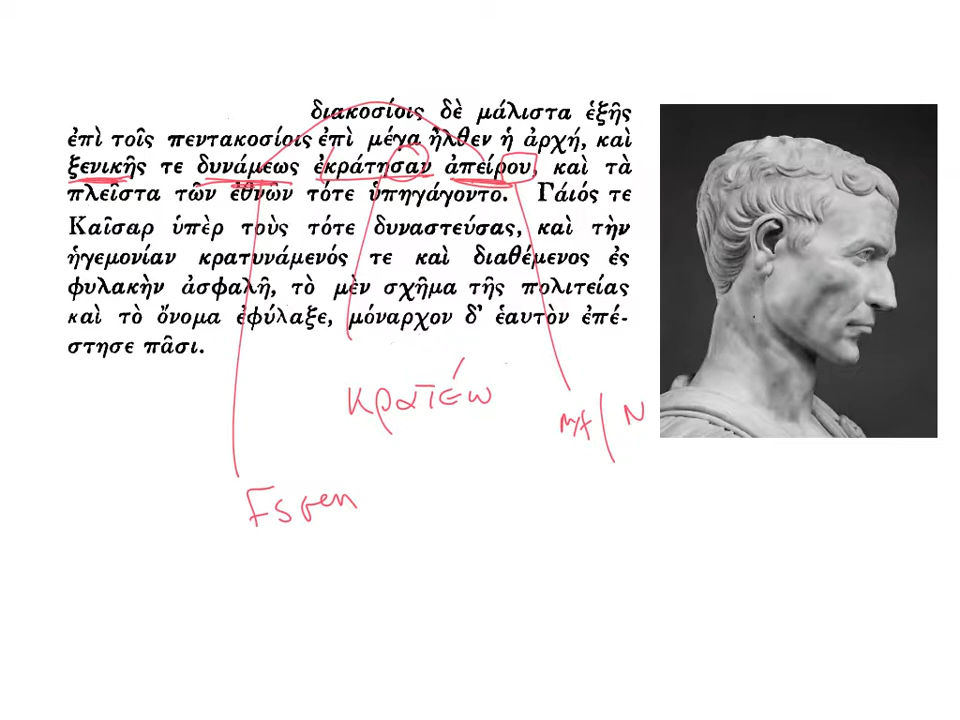 διακοσίοις δὲ μάλιστα ἑξῆς
ἐπὶ τοῖς πεντακοσίοις ἐπὶ μέγα ἦλθεν ἡ ἀρχή, καὶ
ξενικῆς τε δυνάμεως ἐκράτησαν ἀπείρου, καὶ τὰ
πλεῖστα τῶν ἐθνῶν τότε ὑπηγάγοντο. Γάιός τε
Καῖσαρ ὑπὲρ τοὺς τότε δυναστεύσας, καὶ τὴν
ἡγεμονίαν κρατυνάμενός τε καὶ διαθέμενος ἐς
φυλακὴν ἀσφαλῆ, τὸ μὲν σχῆμα τῆς πολιτείας
καὶ τὸ ὄνομα ἐφύλαξε, μόναρχον δ' ἑαυτὸν ἐπέ-
στησε πᾶσι.
κρατέω
M/F/N
FsGen